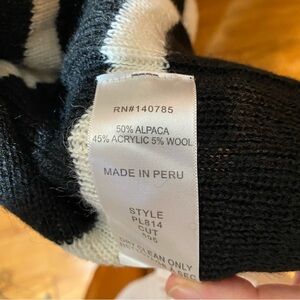 RN#140785
50% ALPACA
45% ACRYLIC 5% WOOL
MADE IN PERU
STYLE
PL814
CUT
DRY CLEAN ONLY